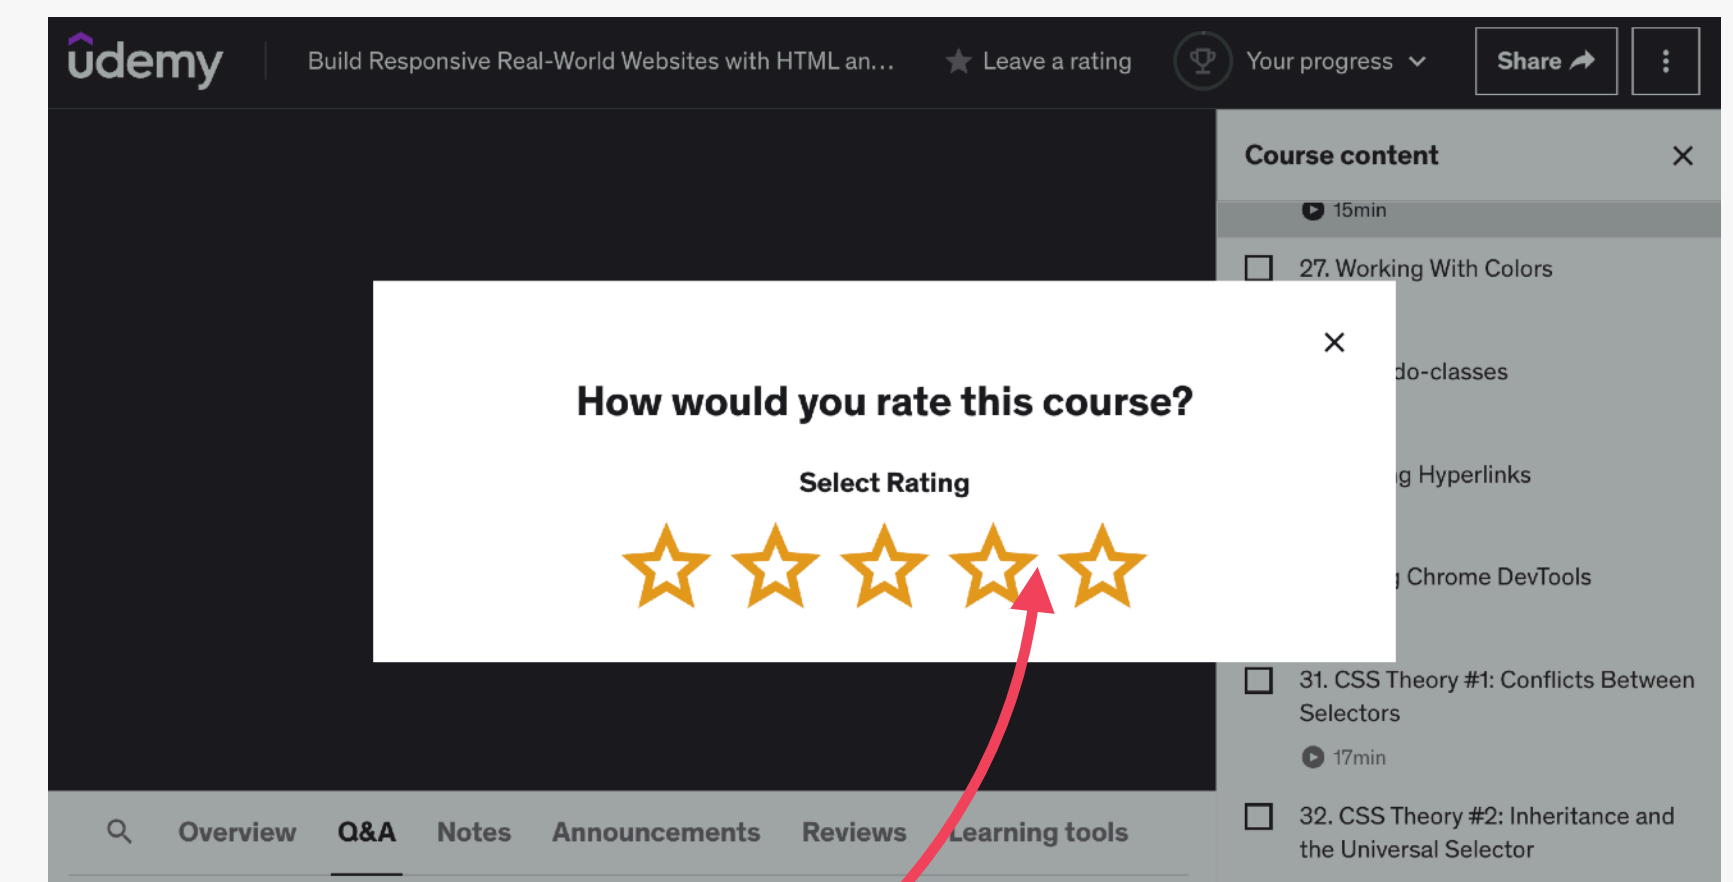 ûdemy
Build Responsive Real-World Websites with HTML an...
Leave a rating
Your progress
Share
Course content
15min
27. Working With Colors
How would you rate this course?
do-classes
Select Rating
g Hyperlinks
Chrome DevTools
31. CSS Theory #1: Conflicts Between
Selectors
17min
Overview
Q&A
Notes
Announcements
Reviews
Learning tools
32. CSS Theory #2: Inheritance and
the Universal Selector